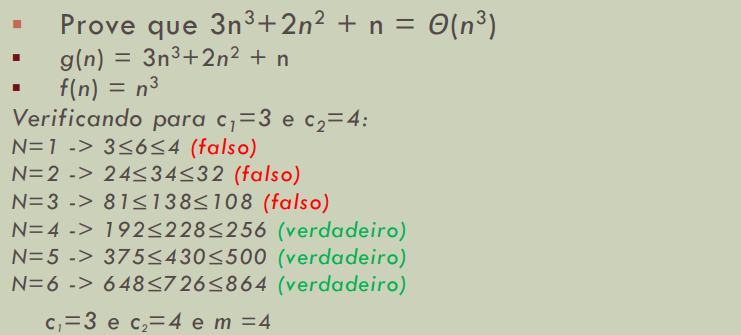 ▪ Prove que 3n³+2n² + n = Θ(n³)
▪ g(n) = 3n³+2n² + n
▪ f(n) = n³
Verificando para c₁=3 e c₂=4:
N=1 -> 3≤6≤4 (falso)
N=2 -> 24≤34≤32 (falso)
N=3 -> 81≤138≤108 (falso)
N=4 -> 192≤228≤256 (verdadeiro)
N=5 -> 375≤430≤500 (verdadeiro)
N=6 -> 648≤726≤864 (verdadeiro)
c₁=3 e c₂=4 e m =4